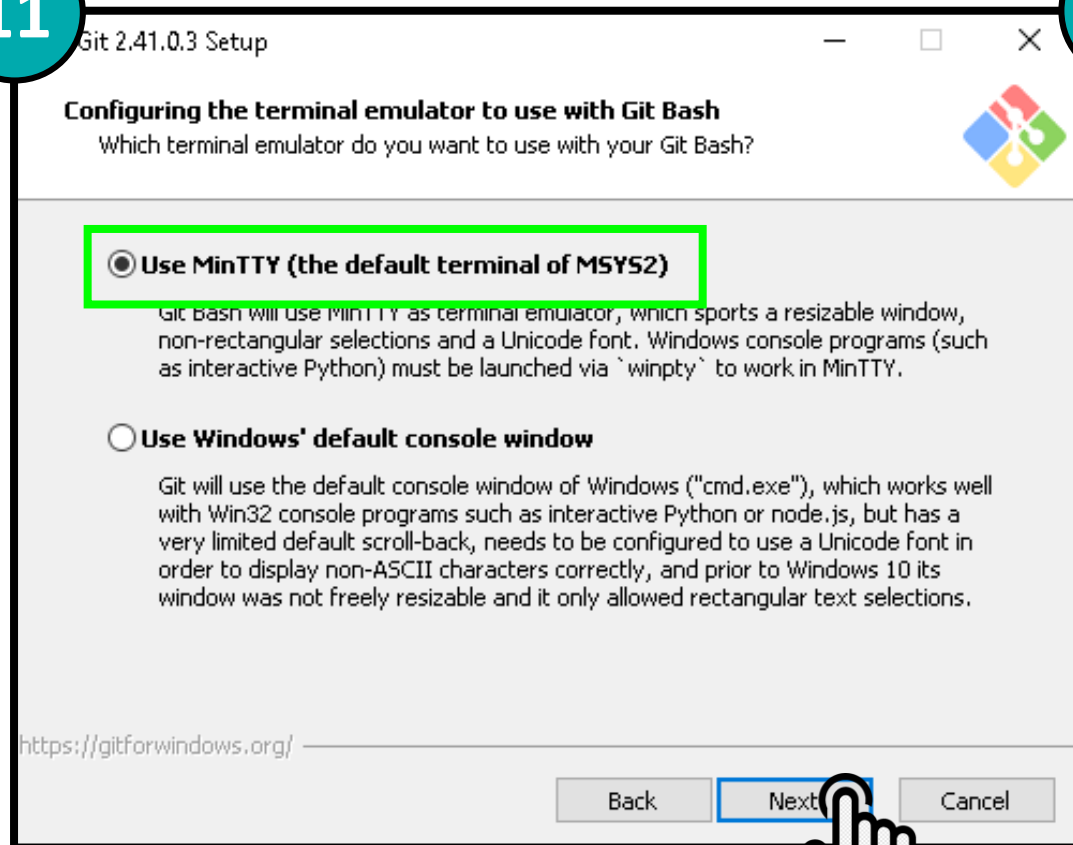 11
Git 2.41.0.3 Setup
Configuring the terminal emulator to use with Git Bash
Which terminal emulator do you want to use with your Git Bash?
Use MinTTY (the default terminal of MSYS2)
Git Bash will use MinTTY as terminal emulator, which sports a resizable window,
non-rectangular selections and a Unicode font. Windows console programs (such
as interactive Python) must be launched via `winpty` to work in MinTTY.
Use Windows' default console window
Git will use the default console window of Windows ("cmd.exe"), which works well
with Win32 console programs such as interactive Python or node.js, but has a
very limited default scroll-back, needs to be configured to use a Unicode font in
order to display non-ASCII characters correctly, and prior to Windows 10 its
window was not freely resizable and it only allowed rectangular text selections.
https://gitforwindows.org/
Back
Next
Cancel